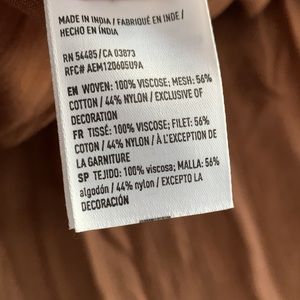 MADE IN INDIA / FABRIQUÉ EN INDE /
HECHO EN ÍNDIA
RN 54485 / CA 03873
RFC# AEM1206050U9A
EN WOVEN: 100% VISCOSE; MESH: 56%
COTTON / 44% NYLON / EXCLUSIVE OF
DECORATION
FR TISSÉ: 100% VISCOSE; FILET: 56%
COTON / 44% NYLON / À L'EXCEPTION DE
LA GARNITURE
SP TEJIDO: 100% viscosa; MALLA: 56%
algodón / 44% nylon / EXCEPTO LA
DECORACIÓN